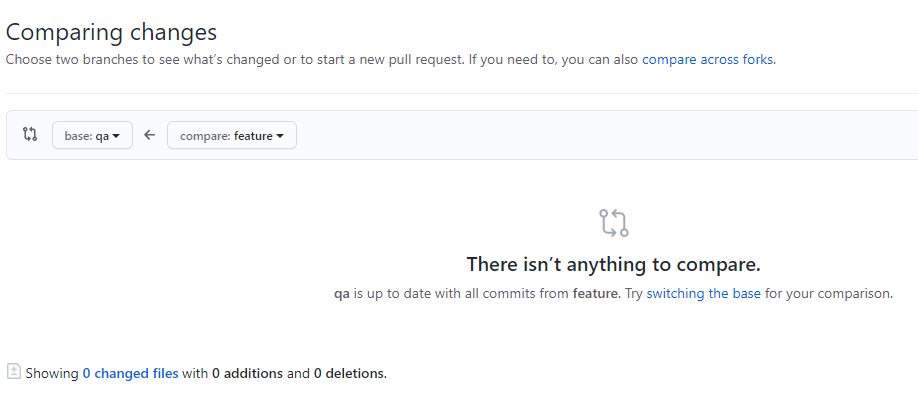 Comparing changes
Choose two branches to see what's changed or to start a new pull request. If you need to, you can also compare across forks.
base: qa compare: feature
There isn't anything to compare.
qa is up to date with all commits from feature. Try switching the base for your comparison.
Showing 0 changed files with 0 additions and 0 deletions.